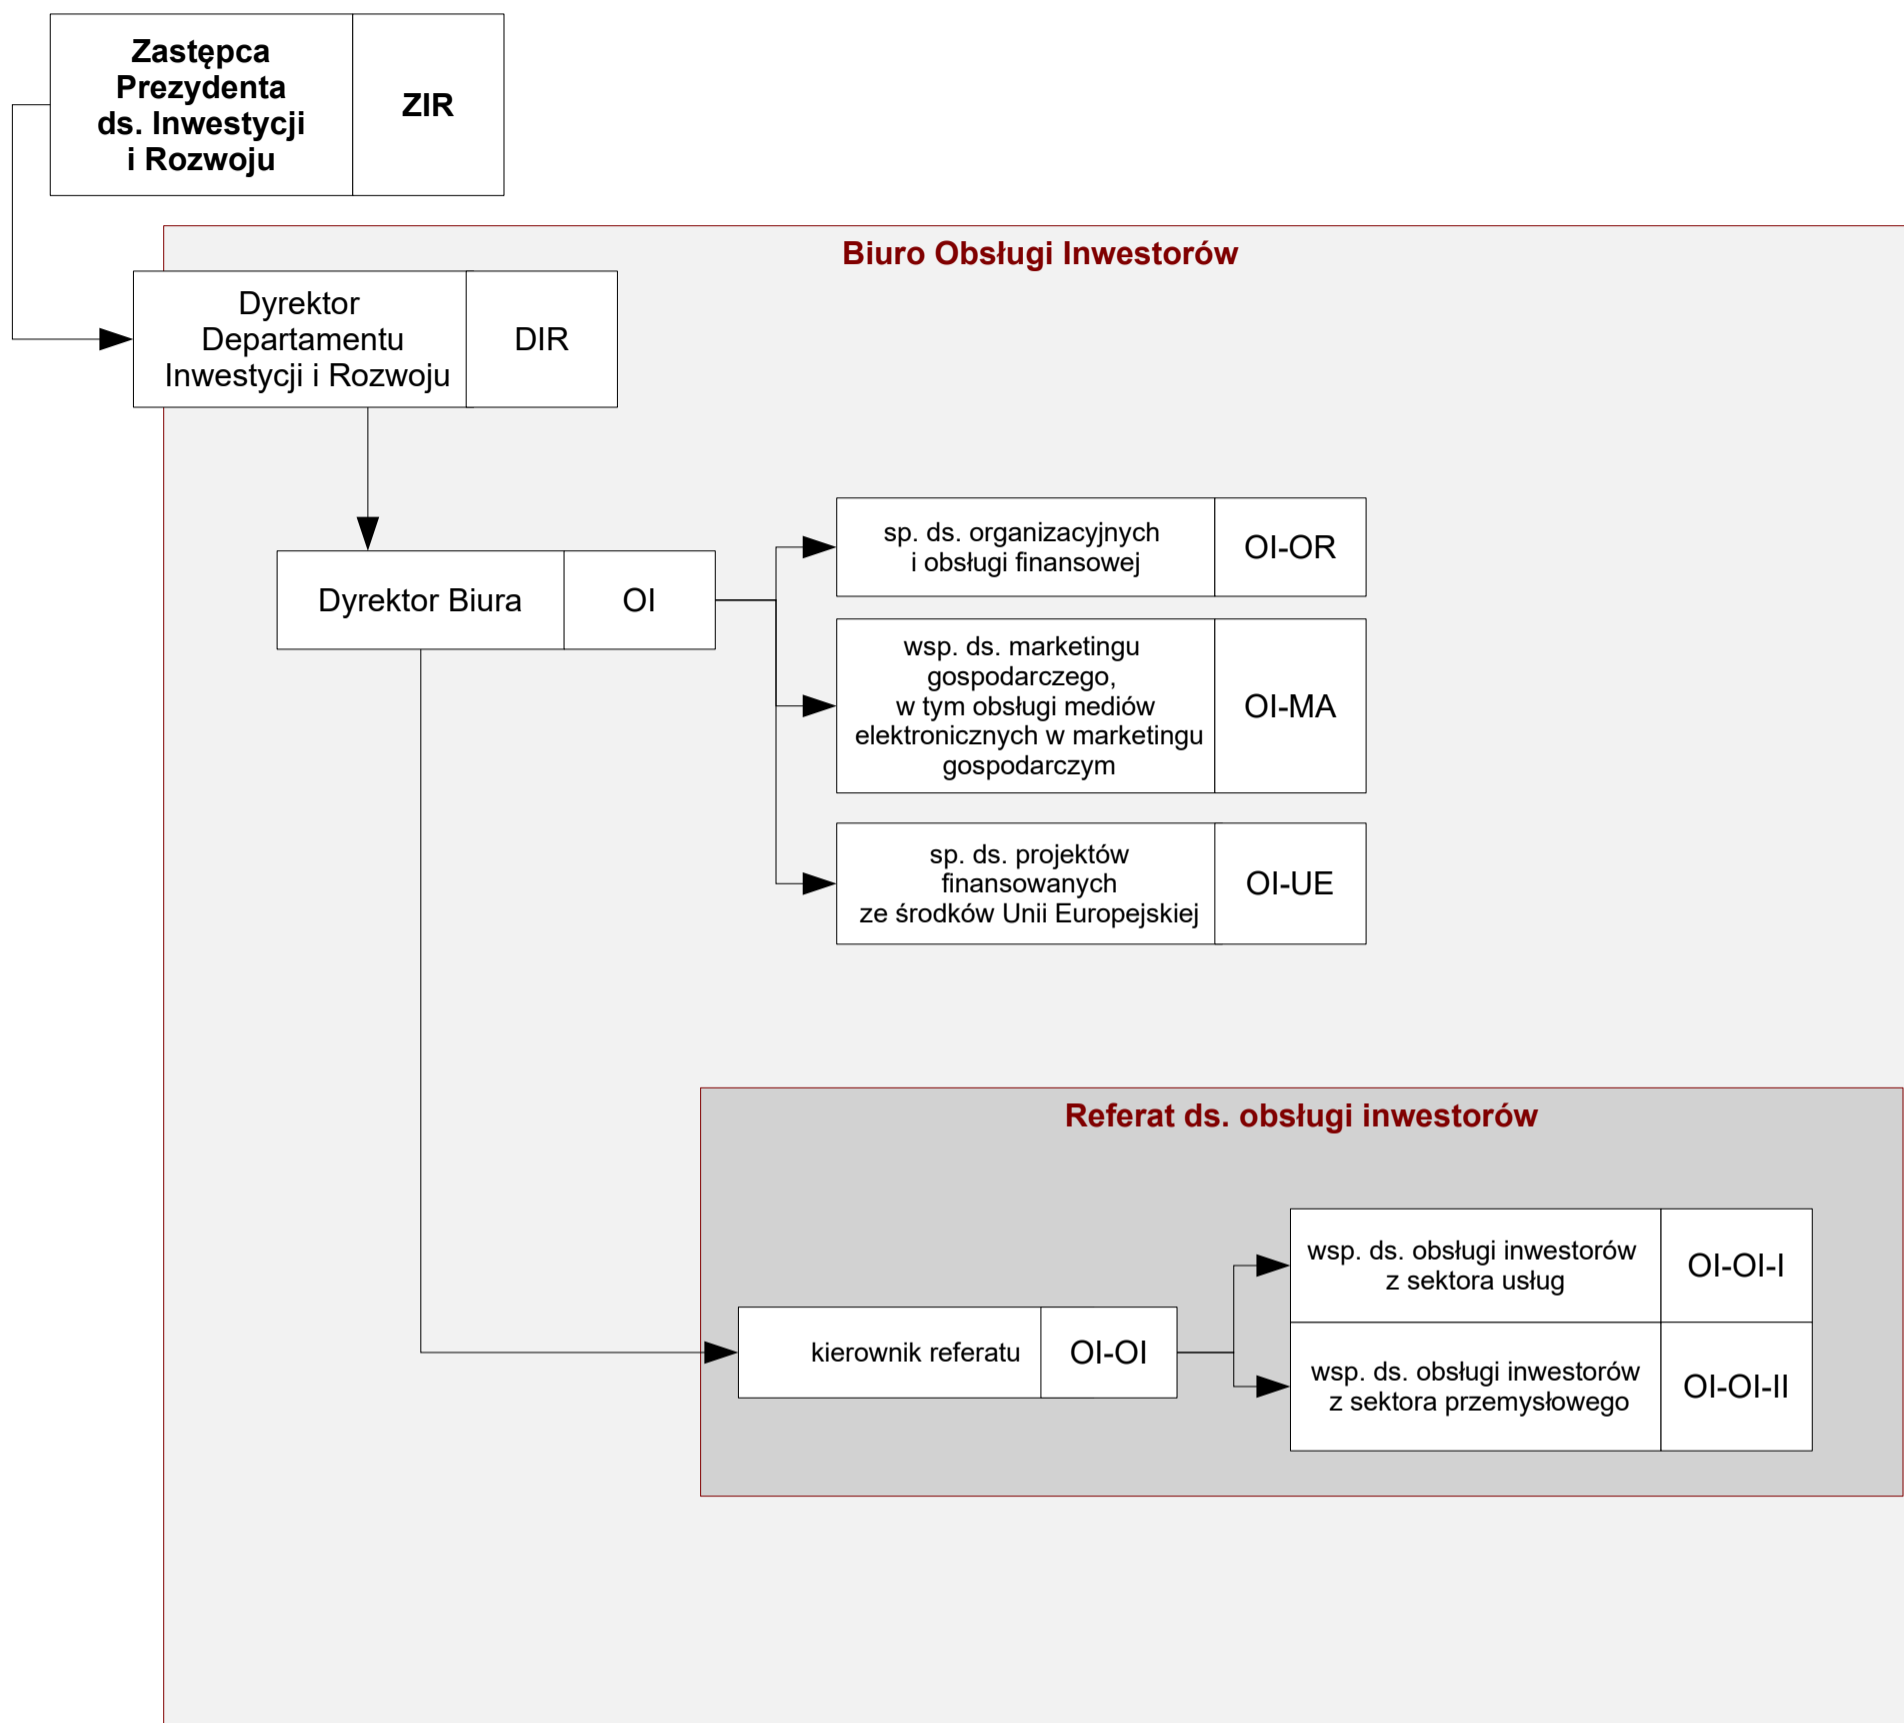 Zastępca
Prezydenta
ds. Inwestycji
i Rozwoju
ZIR
Biuro Obsługi Inwestorów
Dyrektor
Departamentu
Inwestycji i Rozwoju
DIR
Dyrektor Biura
OI
sp. ds. organizacyjnych
i obsługi finansowej
OI-OR
wsp. ds. marketingu
gospodarczego,
w tym obsługi mediów
elektronicznych w marketingu
gospodarczym
OI-MA
sp. ds. projektów
finansowanych
ze środków Unii Europejskiej
OI-UE
Referat ds. obsługi inwestorów
kierownik referatu
OI-OI
wsp. ds. obsługi inwestorów
z sektora usług
OI-OI-I
wsp. ds. obsługi inwestorów
z sektora przemysłowego
OI-OI-II